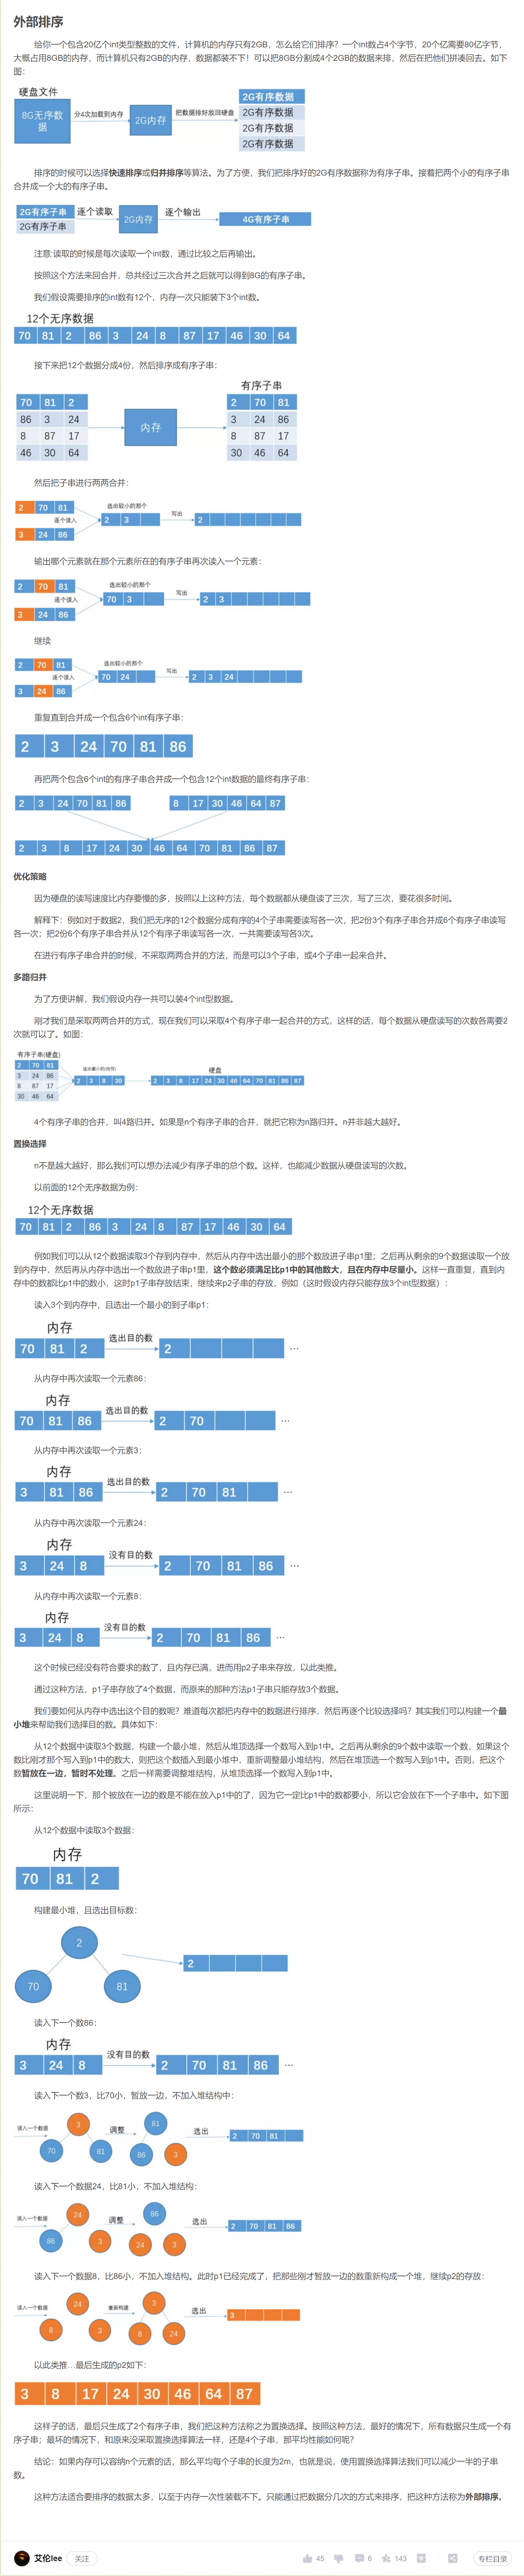 外部排序
给你一个包含20亿个int类型整数的文件，计算机的内存只有2GB，怎么给它们排序？一个int数占4个字节，20个亿需要80亿字节，
大概占用8GB的内存，而计算机只有2GB的内存，数据都装不下！可以把8GB分割成4个2GB的数据来排，然后在把他们拼凑回去。如下
图：
硬盘文件
8G无序数
据
分4次加载到内存
2G内存
把数据排好放回硬盘
2G有序数据
2G有序数据
2G有序数据
2G有序数据
排序的时候可以选择快速排序或归并排序等算法。为了方便，我们把排序好的2G有序数据称为有序子串。接着把两个小的有序子串
合并成一个大的有序子串。
2G有序子串
2G有序子串
逐个读取
2G内存
逐个输出
4G有序子串
注意:读取的时候是每次读取一个int数，通过比较之后再输出。
按照这个方法来回合并，总共经过三次合并之后就可以得到8G的有序子串。
我们假设需要排序的int数有12个，内存一次只能装下3个int数。
12个无序数据
70 81 2 86 3 24 8 87 17 46 30 64
接下来把12个数据分成4份，然后排序成有序子串：
有序子串
70 81 2
86 3 24
8 87 17
46 30 64
内存
2 70 81
3 24 86
8 87 17
30 46 64
然后把子串进行两两合并：
2 70 81
3 24 86
逐个读入
选出较小的那个
2 3
写出
2
输出哪个元素就在那个元素所在的有序子串再次读入一个元素：
2 70 81
3 24 86
逐个读入
选出较小的那个
70 3
写出
2 3
继续
2 70 81
3 24 86
逐个读入
选出较小的那个
70 24
写出
2 3 24
重复直到合并成一个包含6个int有序子串：
2 3 24 70 81 86
再把两个包含6个int的有序子串合并成一个包含12个int数据的最终有序子串：
2 3 24 70 81 86
8 17 30 46 64 87
2 3 8 17 24 30 46 64 70 81 86 87
优化策略
因为硬盘的读写速度比内存要慢的多，按照以上这种方法，每个数据都从硬盘读了三次，写了三次，要花很多时间。
解释下：例如对于数据2，我们把无序的12个数据分成有序的4个子串需要读写各一次，把2份3个有序子串合并成6个有序子串读写
各一次；把2份6个有序子串合并从12个有序子串读写各一次，一共需要读写各3次。
在进行有序子串合并的时候，不采取两两合并的方法，而是可以3个子串，或4个子串一起来合并。
多路归并
为了方便讲解，我们假设内存一共可以装4个int型数据。
刚才我们是采取两两合并的方式，现在我们可以采取4个有序子串一起合并的方式，这样的话，每个数据从硬盘读写的次数各需要2
次就可以了。如图：
有序子串(硬盘)
2 70 81
3 24 86
8 87 17
30 46 64
选出最小的(内存)
2 3 8 30
硬盘
2 3 8 17 24 30 46 64 70 81 86 87
4个有序子串的合并，叫4路归并。如果是n个有序子串的合并，就把它称为n路归并。n并非越大越好。
置换选择
n不是越大越好，那么我们可以想办法减少有序子串的总个数。这样，也能减少数据从硬盘读写的次数。
以前面的12个无序数据为例：
12个无序数据
70 81 2 86 3 24 8 87 17 46 30 64
例如我们可以从12个数据读取3个存到内存中，然后从内存中选出最小的那个数放进子串p1里；之后再从剩余的9个数据读取一个放
到内存中，然后再从内存中选出一个数放进子串p1里，这个数必须满足比p1中的其他数大，且在内存中尽量小。这样一直重复，直到内
存中的数都比p1中的数小，这时p1子串存放结束，继续来p2子串的存放，例如（这时假设内存只能存放3个int型数据）：
读入3个到内存中，且选出一个最小的到子串p1：
内存
70 81 2
选出目的数
2
...
从内存中再次读取一个元素86：
内存
70 81 86
选出目的数
2 70
...
从内存中再次读取一个元素3：
内存
3 81 86
选出目的数
2 70 81
...
从内存中再次读取一个元素24：
内存
3 24 8
没有目的数
2 70 81 86
...
从内存中再次读取一个元素8：
内存
3 24 8
没有目的数
2 70 81 86
...
这个时候已经没有符合要求的数了，且内存已满，进而用p2子串来存放，以此类推。
通过这种方法，p1子串存放了4个数据，而原来的那种方法p1子串只能存放3个数据。
我们要如何从内存中选出这个目的数呢？难道每次都把内存中的数据进行排序，然后再逐个比较选择吗？其实我们可以构建一个最
小堆来帮助我们选择目的数。具体如下：
从12个数据中读取3个数据，构建一个最小堆，然后从堆顶选择一个数写入到p1中。之后再从剩余的9个数中读取一个数，如果这个
数比刚才那个写入到p1中的数大，则把这个数插入到最小堆中，重新调整最小堆结构，然后在堆顶选一个数写入到p1中。否则，把这个
数暂放在一边，暂时不处理。之后一样需要调整堆结构，从堆顶选择一个数写入到p1中。
这里说明一下，那个被放在一边的数是不能在放入p1中的了，因为它一定比p1中的数都要小，所以它会放在下一个子串中。如下图
所示：
从12个数据中读取3个数据：
内存
70 81 2
构建最小堆，且选出目标数：
2
70 81
2
读入下一个数86：
内存
3 24 8
没有目的数
2 70 81 86
...
读入下一个数3，比70小，暂放一边，不加入堆结构中：
读入一个数据
3
70 81
调整
81
86 3
选出
2 70 81
读入下一个数据24，比81小，不加入堆结构：
读入一个数据
24
86 3
调整
86
24 3
选出
2 70 81 86
读入下一个数据8，比86小，不加入堆结构。此时p1已经完成了，把那些刚才暂放一边的数重新构成一个堆，继续p2的存放：
读入一个数据
24
8 3
重新构建
3
8 24
选出
3
以此类推...最后生成的p2如下：
3 8 17 24 30 46 64 87
这样子的话，最后只生成了2个有序子串，我们把这种方法称之为置换选择。按照这种方法，最好的情况下，所有数据只生成一个有
序子串；最坏的情况下，和原来没采取置换选择算法一样，还是4个子串，那平均性能如何呢？
结论：如果内存可以容纳n个元素的话，那么平均每个子串的长度为2m，也就是说，使用置换选择算法我们可以减少一半的子串
数。
这种方法适合要排序的数据太多，以至于内存一次性装载不下。只能通过把数据分几次的方式来排序，把这种方法称为外部排序。
艾伦lee 关注 45 6 143 专栏目录